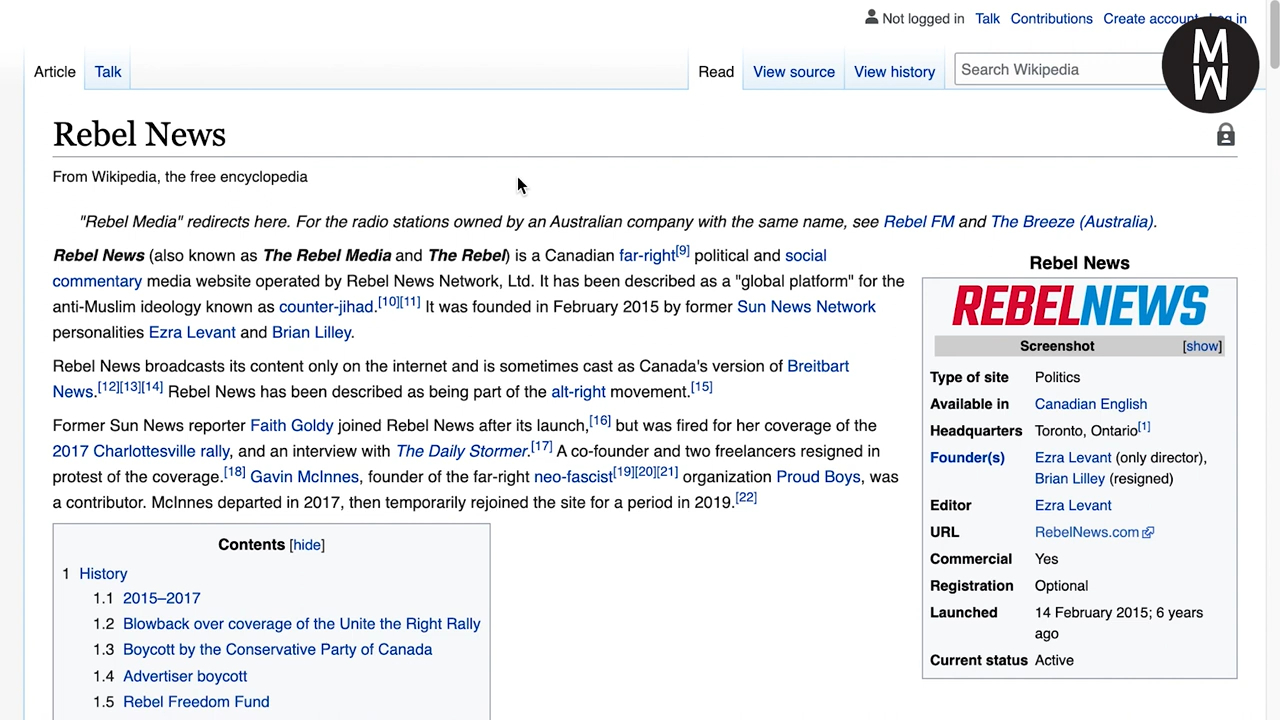 Not logged in Talk Contributions Create account Log in
Article Talk Read View source View history Search Wikipedia
MW
Rebel News
From Wikipedia, the free encyclopedia
"Rebel Media" redirects here. For the radio stations owned by an Australian company with the same name, see Rebel FM and The Breeze (Australia).
Rebel News (also known as The Rebel Media and The Rebel) is a Canadian far-right[9] political and social
commentary media website operated by Rebel News Network, Ltd. It has been described as a "global platform" for the
anti-Muslim ideology known as counter-jihad.[10][11] It was founded in February 2015 by former Sun News Network
personalities Ezra Levant and Brian Lilley.
Rebel News broadcasts its content only on the internet and is sometimes cast as Canada's version of Breitbart
News.[12][13][14] Rebel News has been described as being part of the alt-right movement.[15]
Former Sun News reporter Faith Goldy joined Rebel News after its launch,[16] but was fired for her coverage of the
2017 Charlottesville rally, and an interview with The Daily Stormer.[17] A co-founder and two freelancers resigned in
protest of the coverage.[18] Gavin McInnes, founder of the far-right neo-fascist[19][20][21] organization Proud Boys, was
a contributor. McInnes departed in 2017, then temporarily rejoined the site for a period in 2019.[22]
Contents [hide]
1 History
1.1 2015–2017
1.2 Blowback over coverage of the Unite the Right Rally
1.3 Boycott by the Conservative Party of Canada
1.4 Advertiser boycott
1.5 Rebel Freedom Fund
Rebel News
REBELNEWS
Screenshot [show]
Type of site Politics
Available in Canadian English
Headquarters Toronto, Ontario[1]
Founder(s) Ezra Levant (only director),
Brian Lilley (resigned)
Editor Ezra Levant
URL RebelNews.com
Commercial Yes
Registration Optional
Launched 14 February 2015; 6 years
ago
Current status Active